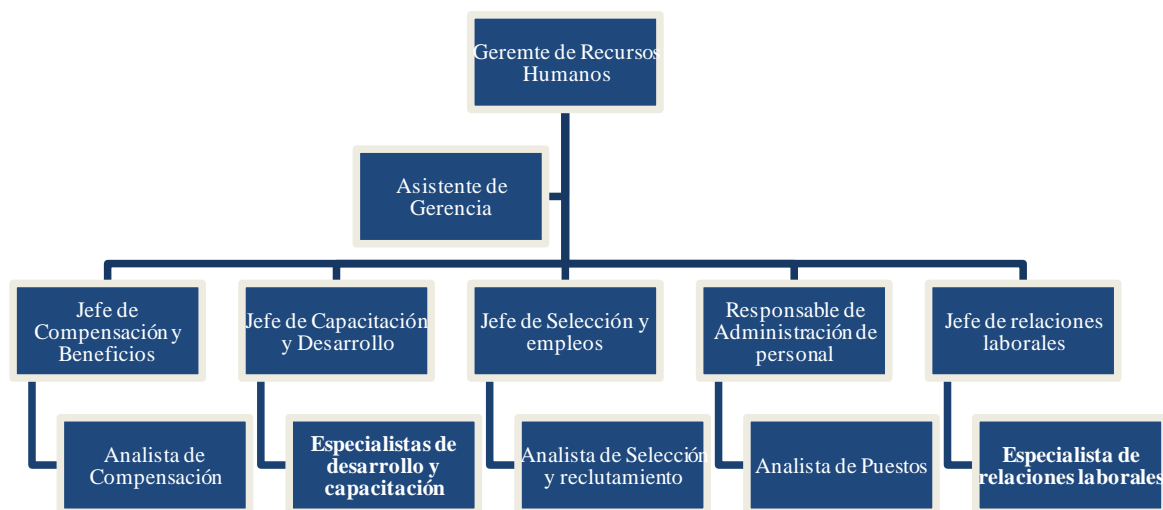 Geremte de Recursos
Humanos
Asistente de
Gerencia
Jefe de
Compensación y
Beneficios
Jefe de Capacitación
y Desarrollo
Jefe de Selección y
empleos
Responsable de
Administración de
personal
Jefe de relaciones
laborales
Analista de
Compensación
Especialistas de
desarrollo y
capacitación
Analista de Selección
y reclutamiento
Analista de Puestos
Especialista de
relaciones laborales